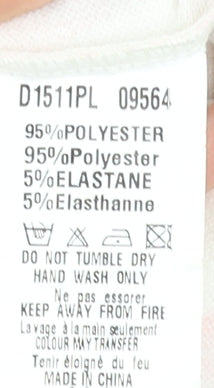 D1511PL 09564
95%POLYESTER
95%Polyester
5%ELASTANE
5%Elasthanne
DO NOT TUMBLE DRY
HAND WASH ONLY
Ne pas essorer
KEEP AWAY FROM FIRE
Lavage à la main seulement
COLOUR MAY TRANSFER
Tenir éloigné du feu
MADE IN CHINA